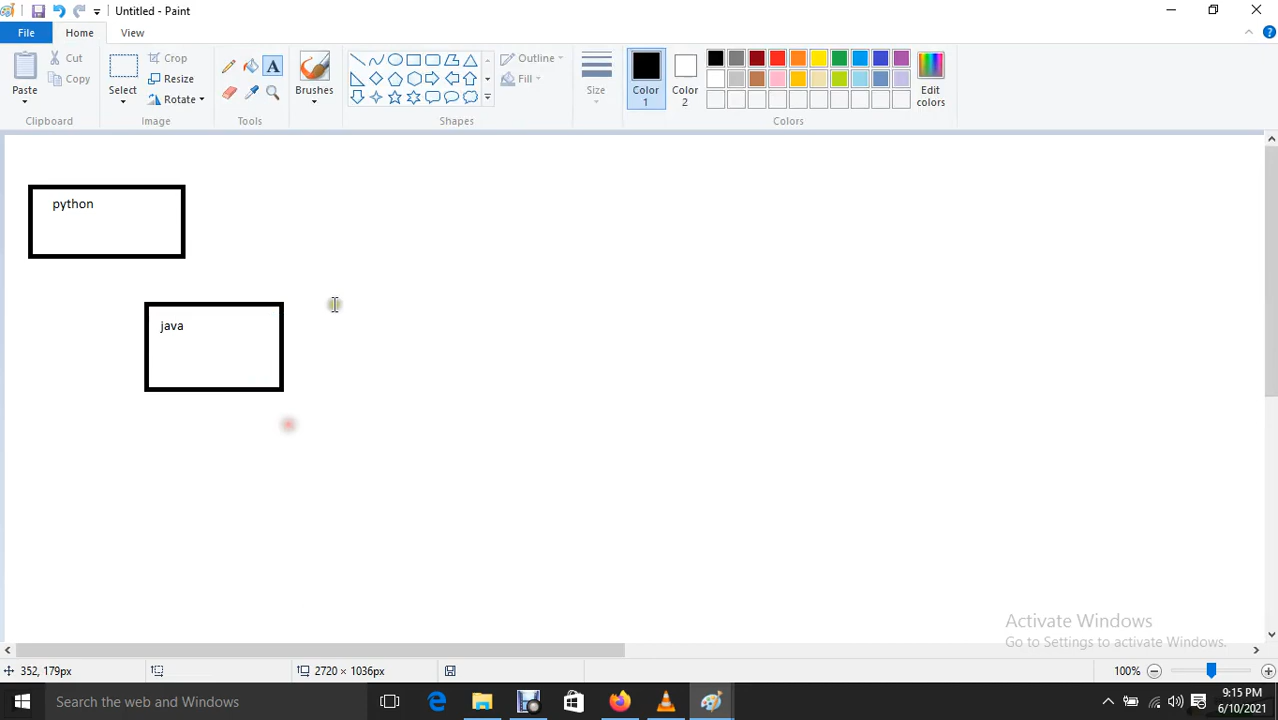 Untitled - Paint
File Home View
Paste
Cut
Copy
Clipboard
Select
Crop
Resize
Rotate
Image
A
Tools
Brushes
Shapes
Outline
Fill
Size
Color 1
Color 2
Edit colors
Colors
python
java
Activate Windows
Go to Settings to activate Windows.
352, 179px
2720 × 1036px
100%
Search the web and Windows
9:15 PM
6/10/2021